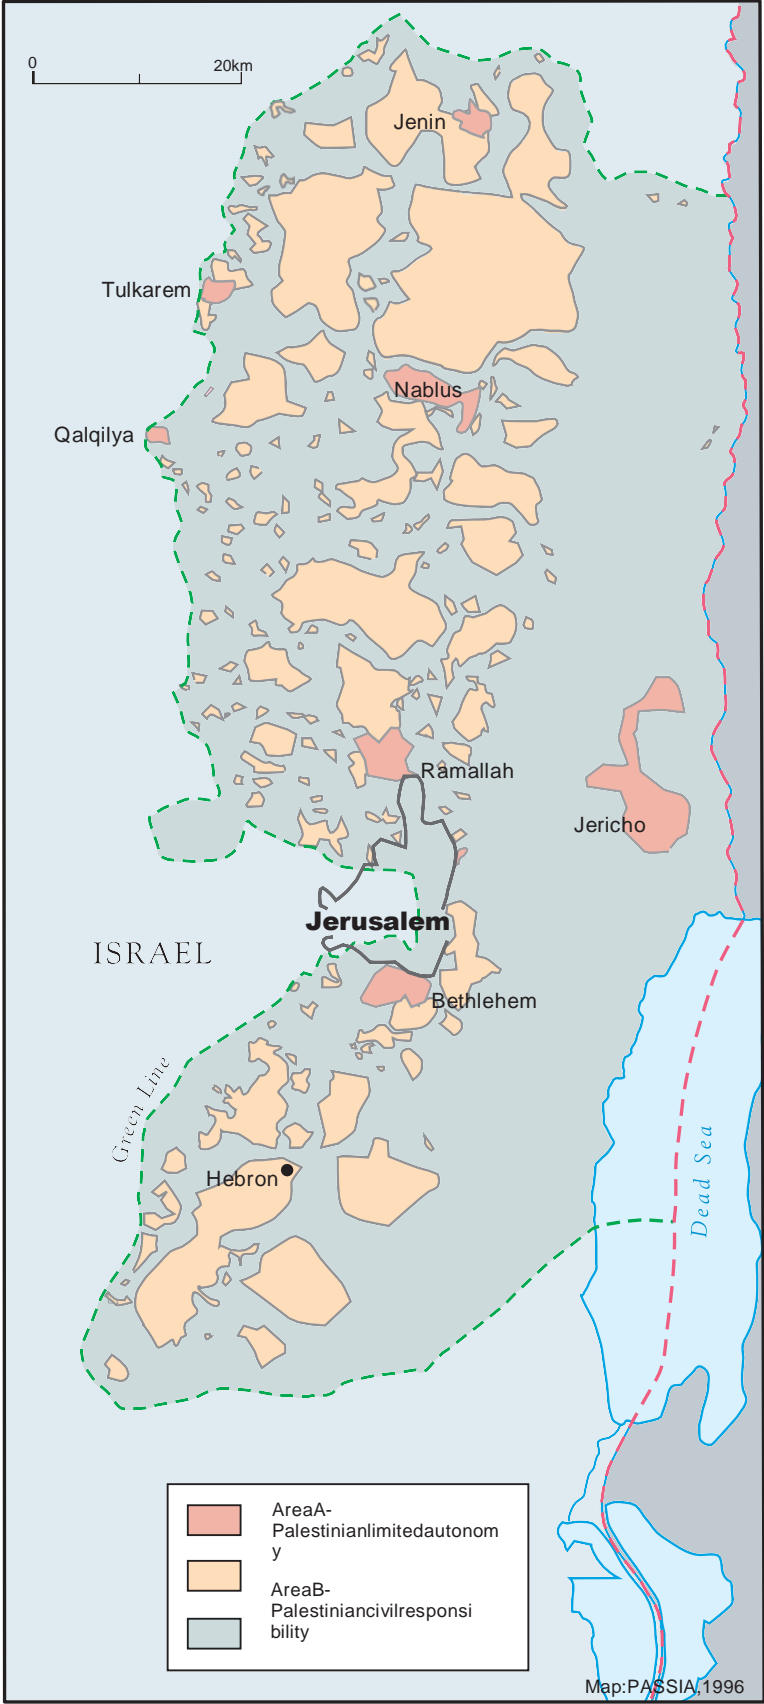 0
20km
Jenin
Tulkarem
Nablus
Qalqilya
Ramallah
Jericho
Jerusalem
ISRAEL
Bethlehem
Green Line
Dead Sea
Hebron
AreaA-
Palestinianlimitedautonom
y
AreaB-
Palestiniancivilresponsi
bility
Map:PASSIA,1996